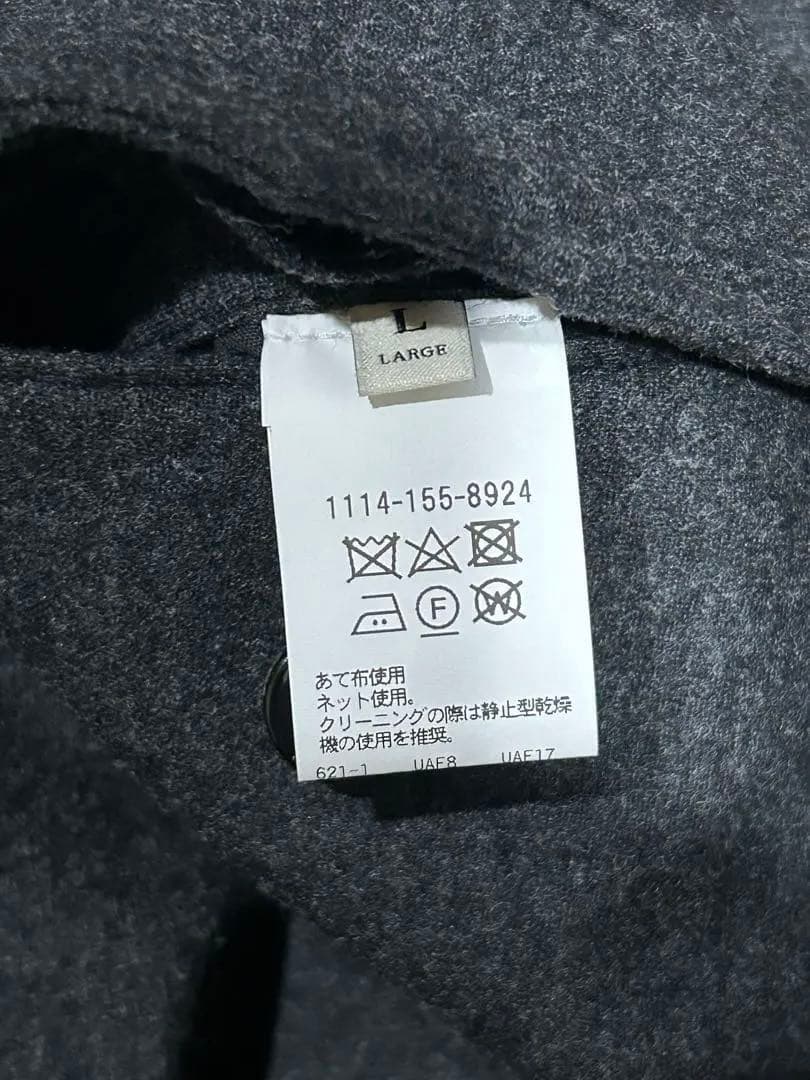 L
LARGE
1114-155-8924
F W
あて布使用
ネット使用。
クリーニングの際は静止型乾燥
機の使用を推奨。
621-1 UAF8 UAF17